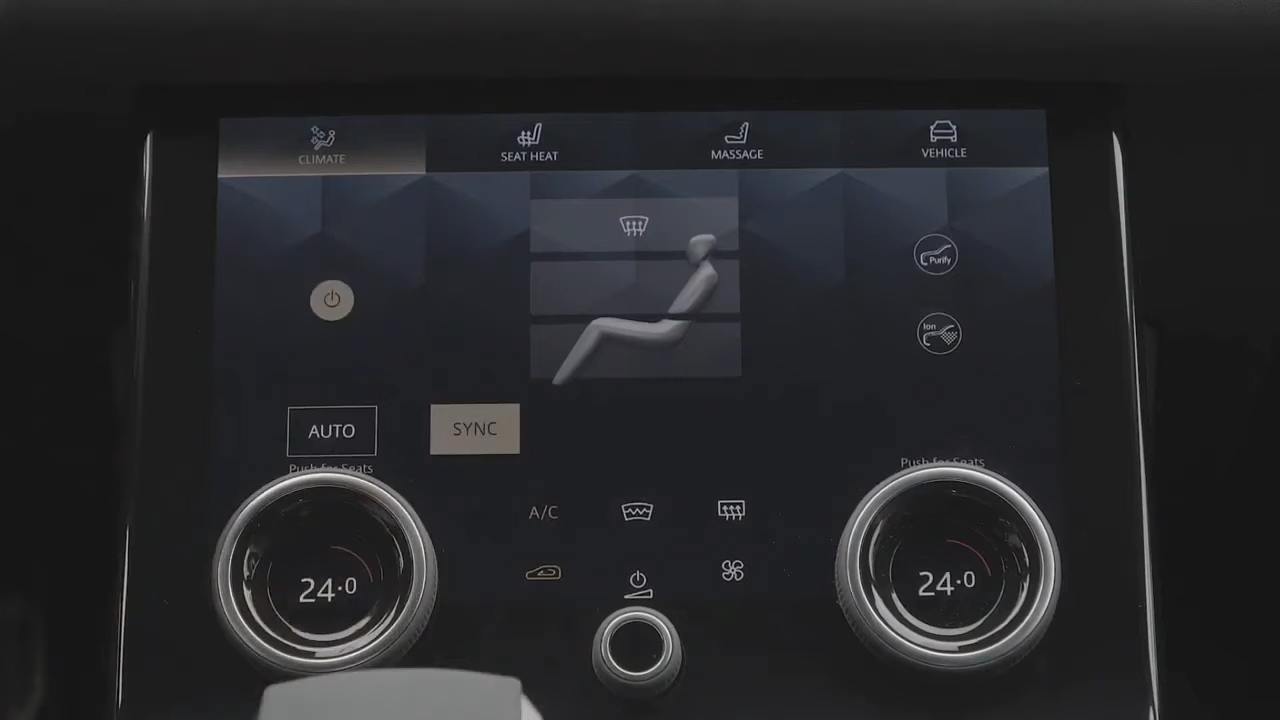 CLIMATE
SEAT HEAT
MASSAGE
VEHICLE
Purify
Ion
AUTO
SYNC
Push for Seats
Push for Seats
A/C
24.0
24.0